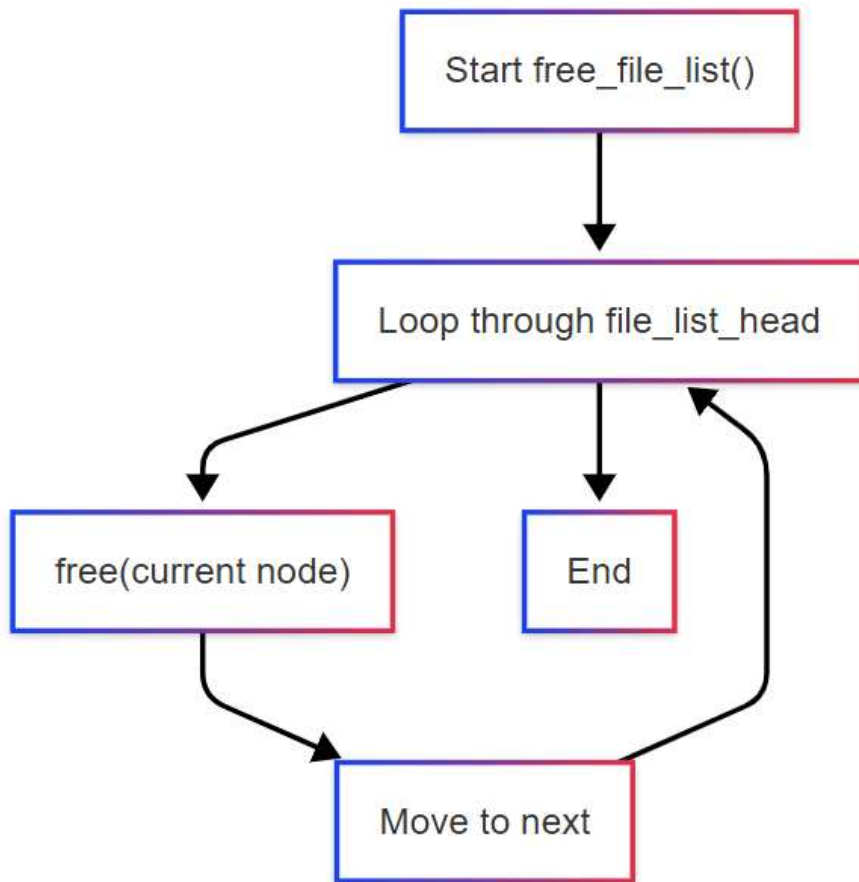 Start free_file_list()
Loop through file_list_head
free(current node)
End
Move to next